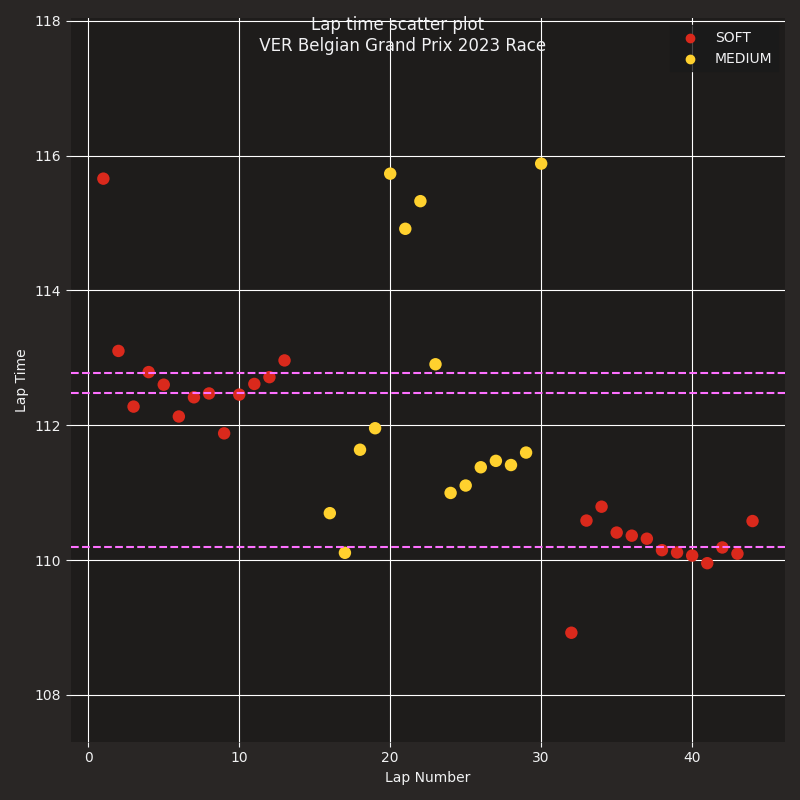 Lap time scatter plot
VER Belgian Grand Prix 2023 Race
SOFT
MEDIUM
118
116
114
112
110
108
Lap Time
0 10 20 30 40
Lap Number